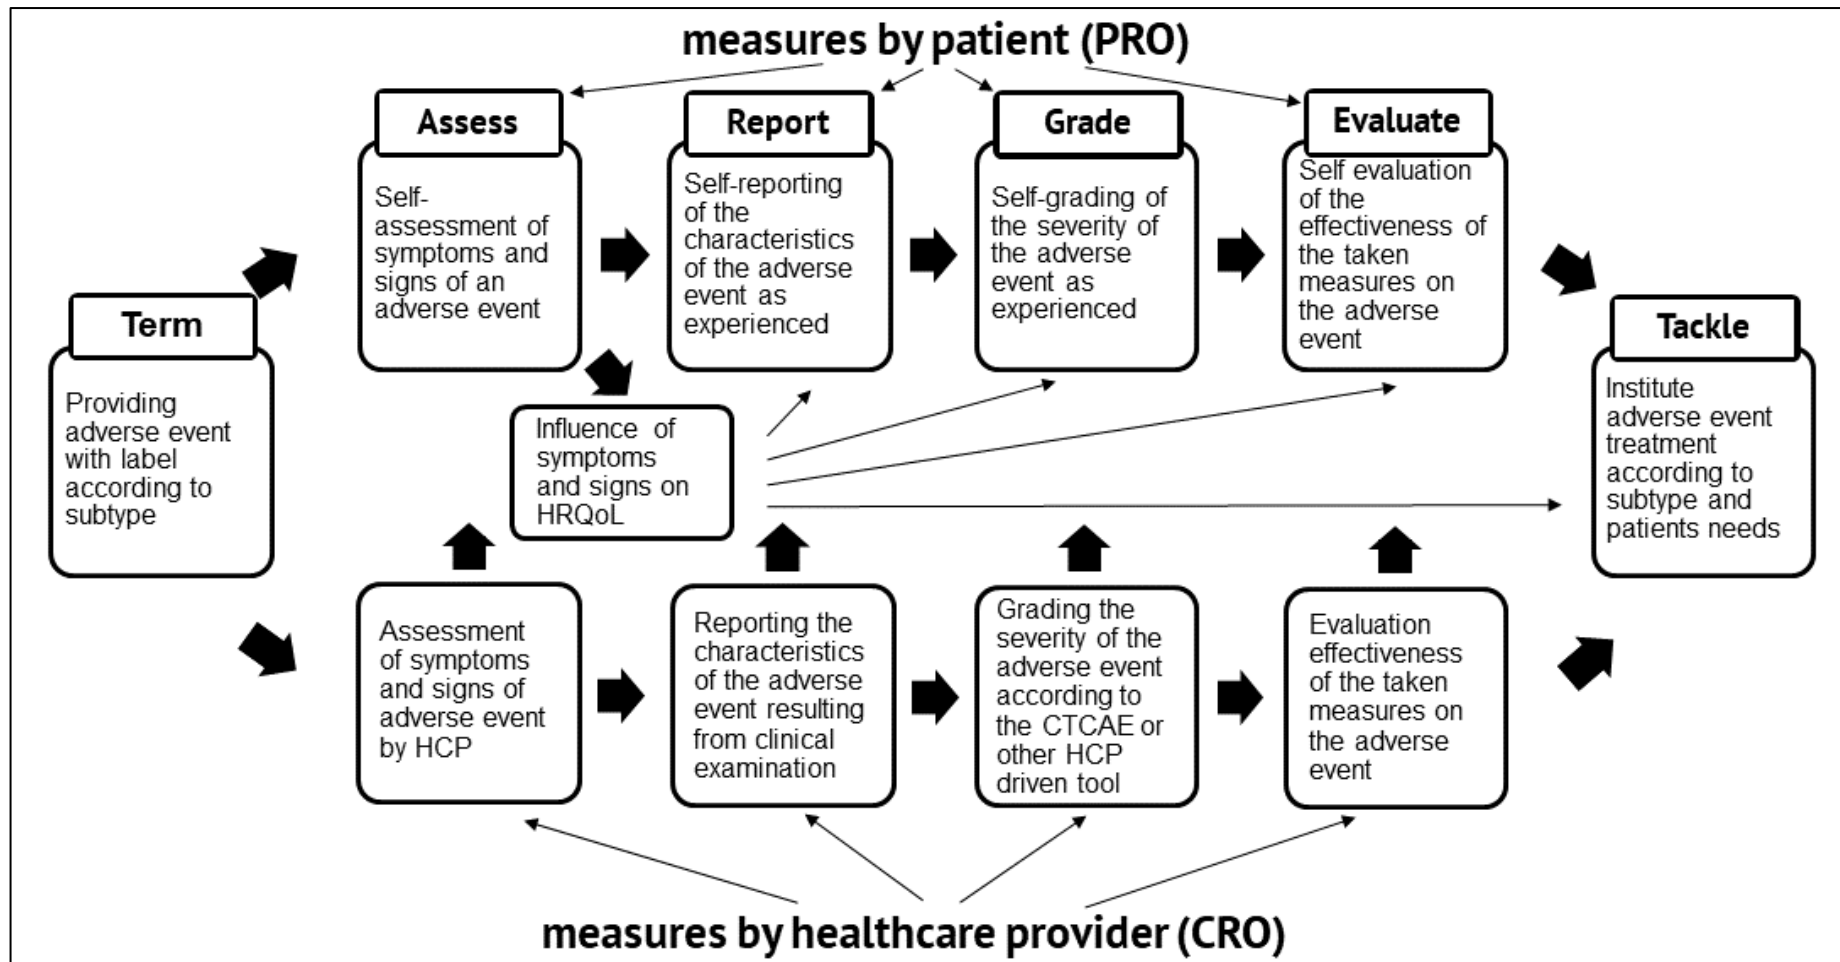 measures by patient (PRO)
Assess
Self-
assessment of
symptoms and
signs of an
adverse event
Report
Self-reporting
of the
characteristics
of the adverse
event as
experienced
Grade
Self-grading of
the severity of
the adverse
event as
experienced
Evaluate
Self evaluation
of the
effectiveness of
the taken
measures on
the adverse
event
Term
Providing
adverse event
with label
according to
subtype
Influence of
symptoms
and signs on
HRQoL
Tackle
Institute
adverse event
treatment
according to
subtype and
patients needs
Assessment
of symptoms
and signs of
adverse event
by HCP
Reporting the
characteristics
of the adverse
event resulting
from clinical
examination
Grading the
severity of the
adverse event
according to
the CTCAE or
other HCP
driven tool
Evaluation
effectiveness
of the taken
measures on
the adverse
event
measures by healthcare provider (CRO)